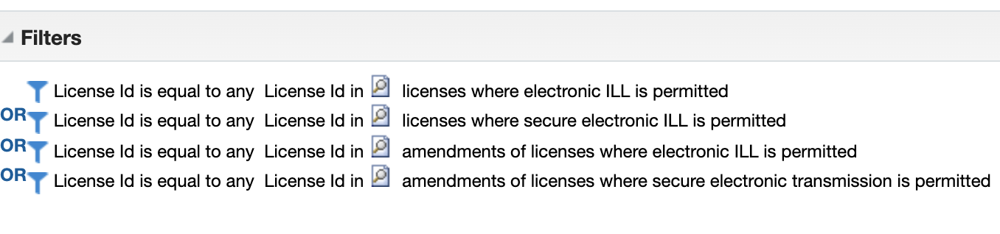 Filters
License Id is equal to any License Id in licenses where electronic ILL is permitted
OR License Id is equal to any License Id in licenses where secure electronic ILL is permitted
OR License Id is equal to any License Id in amendments of licenses where electronic ILL is permitted
OR License Id is equal to any License Id in amendments of licenses where secure electronic transmission is permitted